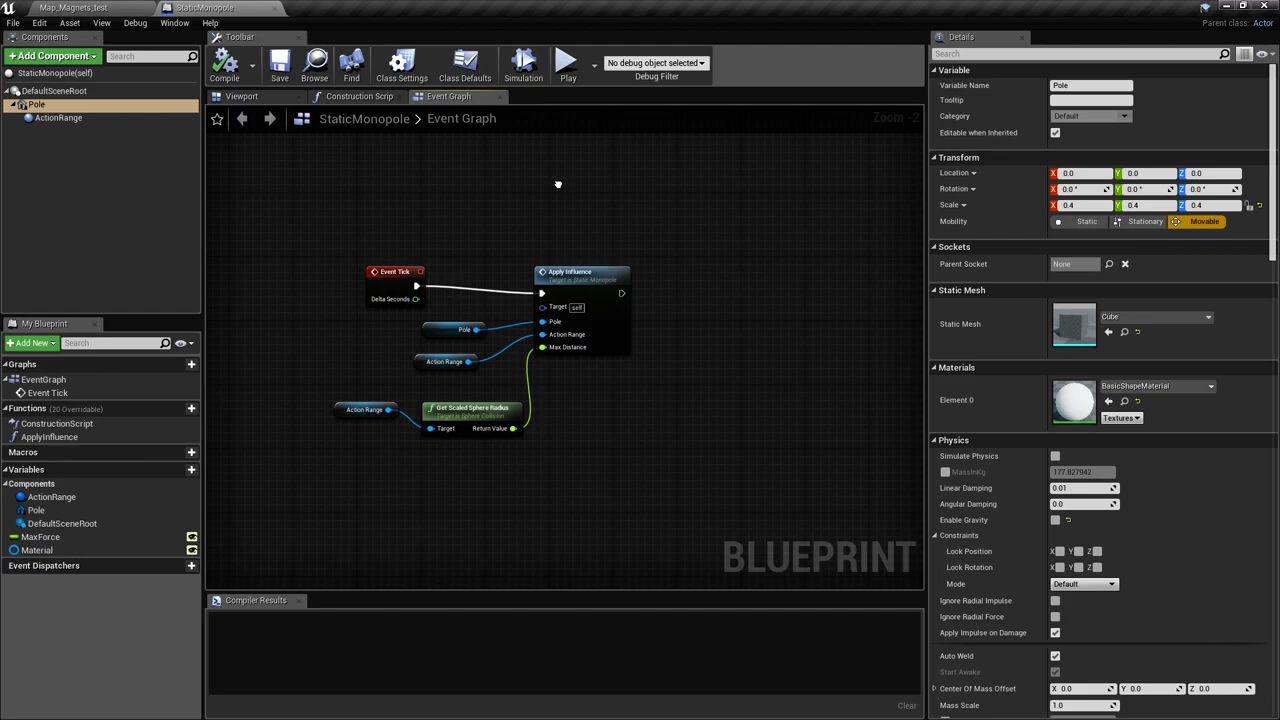 Map_Magnets_test
StaticMonopole
File Edit Asset View Debug Window Help
Parent class: Actor
Components
Add Component
Search
StaticMonopole(self)
DefaultSceneRoot
Pole
ActionRange
Toolbar
Compile
Save
Browse
Find
Class Settings
Class Defaults
Simulation
Play
No debug object selected
Debug Filter
Viewport
Construction Scrip
Event Graph
StaticMonopole > Event Graph
Zoom -2
Event Tick
Delta Seconds
Pole
Action Range
Action Range
Get Scaled Sphere Radius
Target is Sphere Collision
Target
Return Value
Apply Influence
Target is Static Monopole
Target self
Pole
Action Range
Max Distance
BLUEPRINT
My Blueprint
Add New
Search
Graphs
EventGraph
Event Tick
Functions (20 Overridable)
ConstructionScript
ApplyInfluence
Macros
Variables
Components
ActionRange
Pole
DefaultSceneRoot
MaxForce
Material
Event Dispatchers
Compiler Results
Clear
Details
Search
Variable
Variable Name Pole
Tooltip
Category Default
Editable when Inherited
Transform
Location X 0.0 Y 0.0 Z 0.0
Rotation X 0.0 ° Y 0.0 ° Z 0.0 °
Scale X 0.4 Y 0.4 Z 0.4
Mobility Static Stationary Movable
Sockets
Parent Socket None
Static Mesh
Static Mesh Cube
Materials
Element 0 BasicShapeMaterial
Textures
Physics
Simulate Physics
MassInKg 177.827942
Linear Damping 0.01
Angular Damping 0.0
Enable Gravity
Constraints
Lock Position X Y Z
Lock Rotation X Y Z
Mode Default
Ignore Radial Impulse
Ignore Radial Force
Apply Impulse on Damage
Auto Weld
Start Awake
Center Of Mass Offset X 0.0 Y 0.0 Z 0.0
Mass Scale 1.0